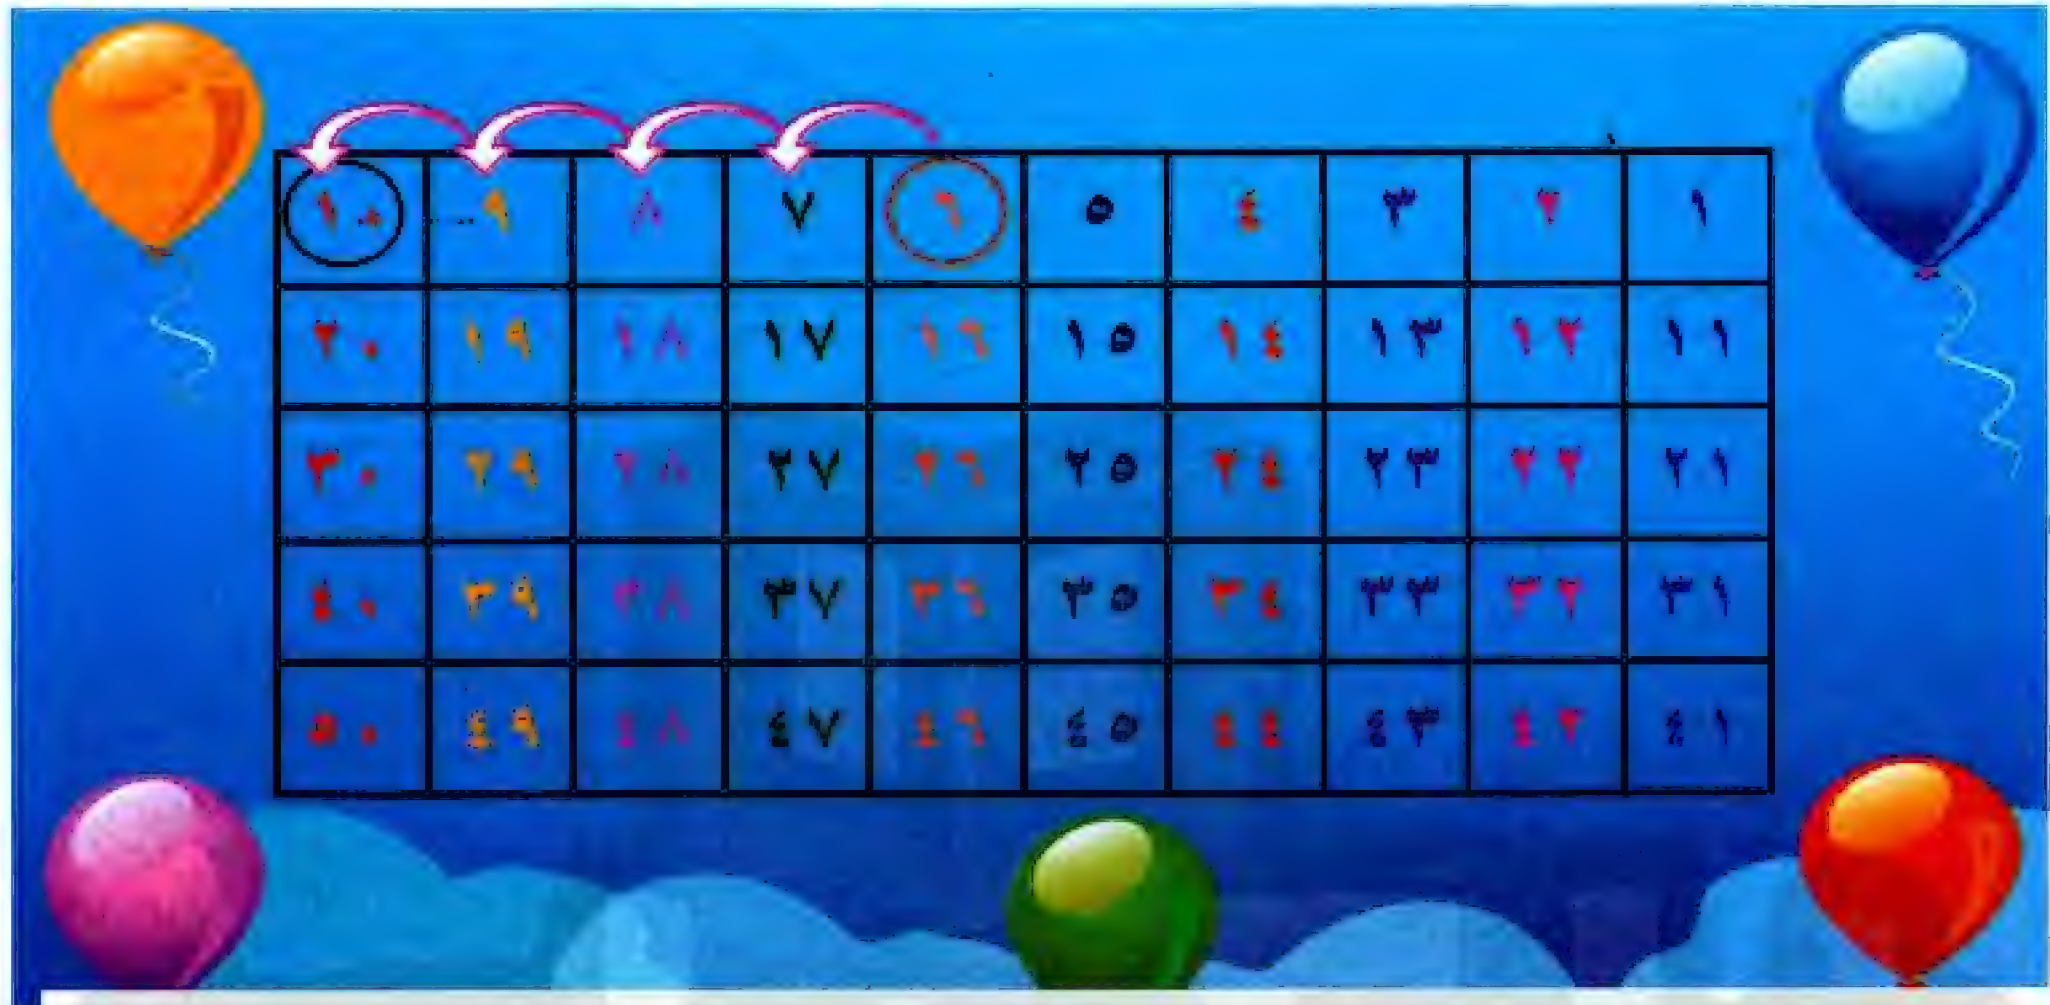 ١ ٢ ٣ ٤ ٥ ٦ ٧ ٨ ٩ ١٠
١١ ١٢ ١٣ ١٤ ١٥ ١٦ ١٧ ١٨ ١٩ ٢٠
٢١ ٢٢ ٢٣ ٢٤ ٢٥ ٢٦ ٢٧ ٢٨ ٢٩ ٣٠
٣١ ٣٢ ٣٣ ٣٤ ٣٥ ٣٦ ٣٧ ٣٨ ٣٩ ٤٠
٤١ ٤٢ ٤٣ ٤٤ ٤٥ ٤٦ ٤٧ ٤٨ ٤٩ ٥٠